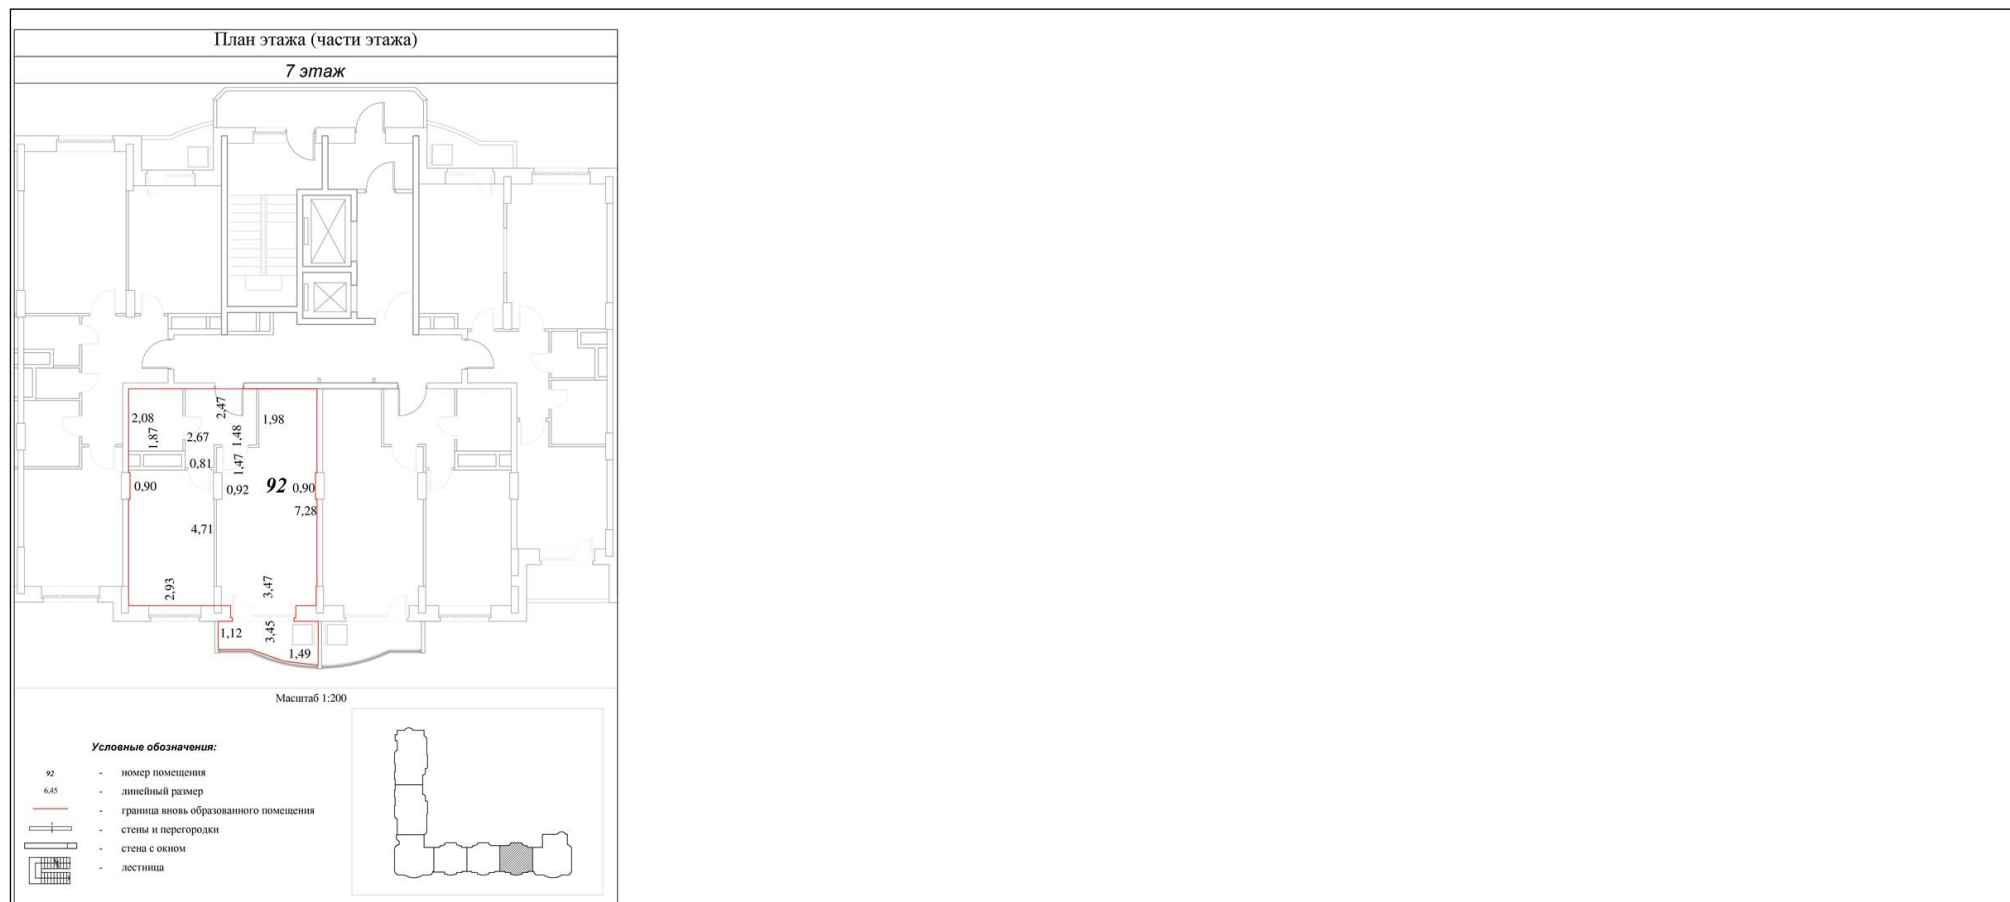 План этажа (части этажа)
7 этаж
2,08
1,87
2,47
2,67
1,48
1,98
0,81
1,47
0,90
0,92
92
0,90
7,28
4,71
2,93
3,47
1,12
3,45
1,49
Масштаб 1:200
Условные обозначения:
92 - номер помещения
6,45 - линейный размер
- граница вновь образованного помещения
- стены и перегородки
- стена с окном
- лестница